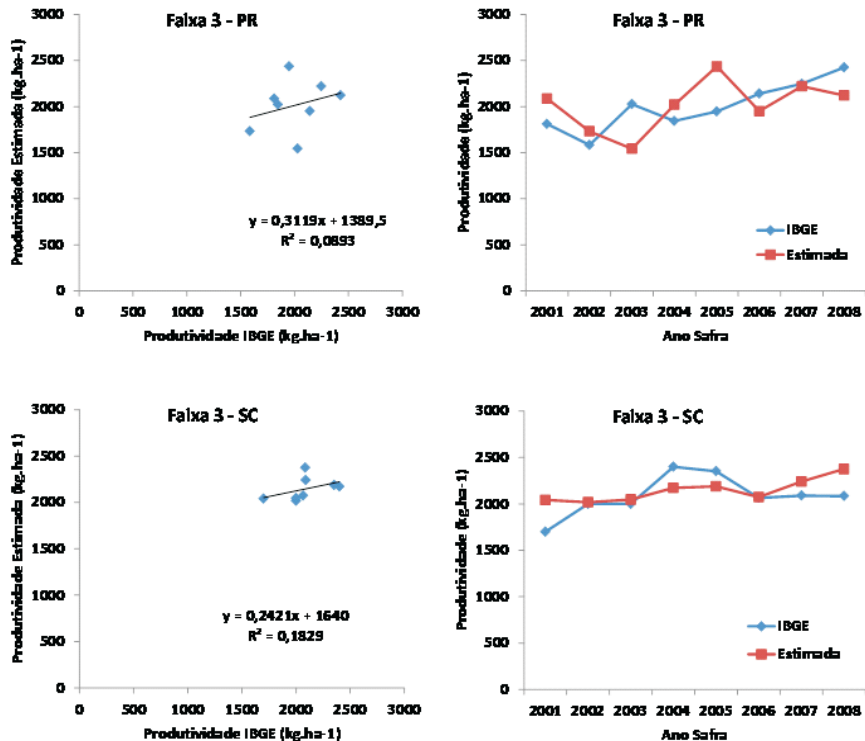 Faixa 3 - PR
Produtividade Estimada (kg.ha-1)
3000
2500
2000
1500
1000
500
0
y = 0,3119x + 1389,5
R² = 0,0893
0 500 1000 1500 2000 2500 3000
Produtividade IBGE (kg.ha-1)
Faixa 3 - PR
Produtividade (kg.ha-1)
3000
2500
2000
1500
1000
500
0
IBGE
Estimada
2001 2002 2003 2004 2005 2006 2007 2008
Ano Safra
Faixa 3 - SC
Produtividade Estimada (kg.ha-1)
3000
2500
2000
1500
1000
500
0
y = 0,2421x + 1640
R² = 0,1829
0 500 1000 1500 2000 2500 3000
Produtividade IBGE (kg.ha-1)
Faixa 3 - SC
Produtividade (kg.ha-1)
3000
2500
2000
1500
1000
500
0
IBGE
Estimada
2001 2002 2003 2004 2005 2006 2007 2008
Ano Safra